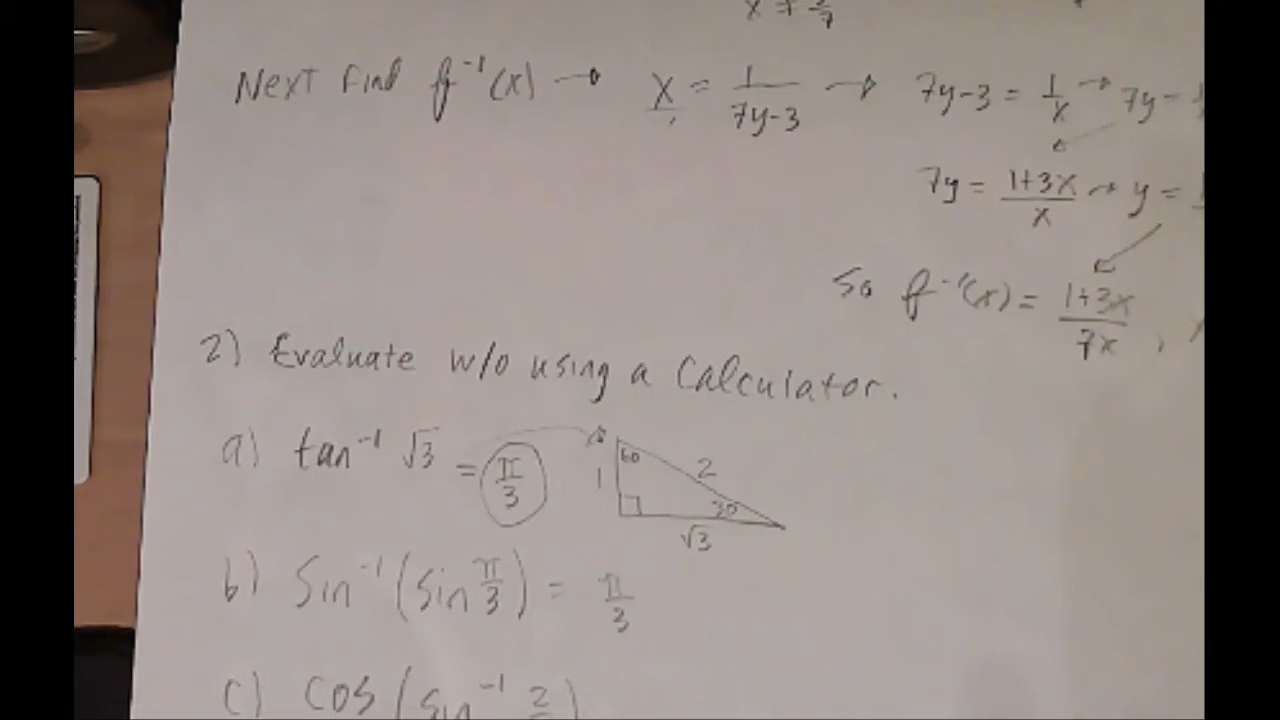 x ≠ 3/7
Next Find f⁻¹(x) → x = 1/(7y-3) → 7y-3 = 1/x → 7y =
7y = (1+3x)/x → y =
So f⁻¹(x) = (1+3x)/7x ,
2) Evaluate w/o using a Calculator.
a) tan⁻¹ √3 = π/3
60
1
2
30
√3
b) Sin⁻¹(Sin π/3) = π/3
c) Cos(Sin⁻¹ 2